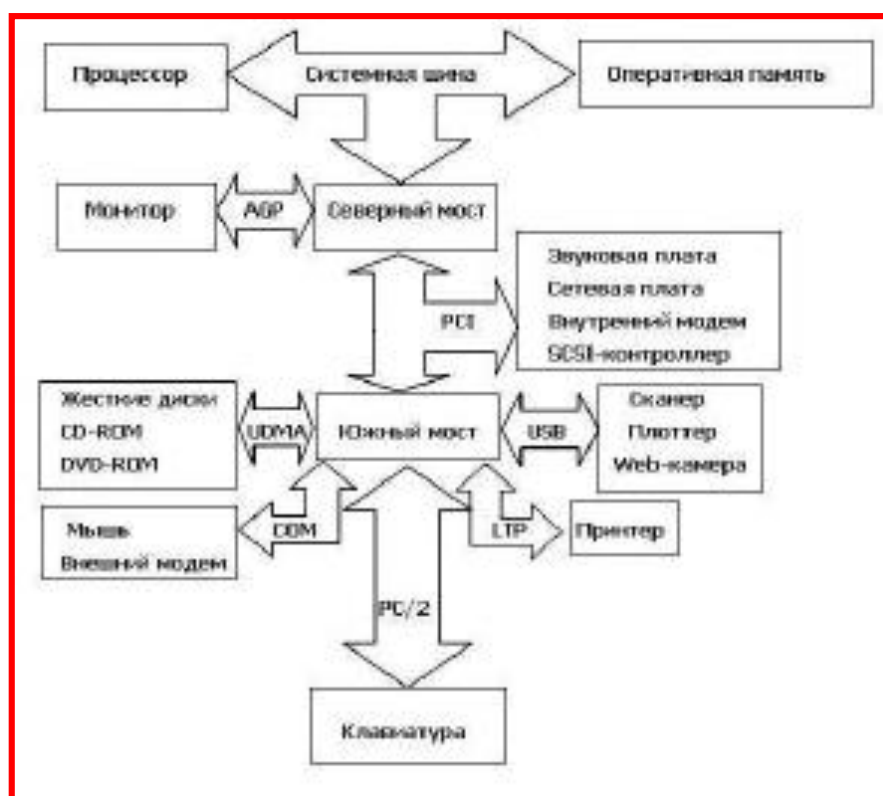 Процессор
Системная шина
Оперативная память
Монитор
AGP
Северный мост
Звуковая плата
Сетевая плата
PCI
Внутренний модем
SCSI-контроллер
Жесткие диски
CD-ROM
DVD-ROM
UDMA
Южный мост
USB
Сканер
Плоттер
Web-камера
Мышь
Внешний модем
COM
LTP
Принтер
PC/2
Клавиатура